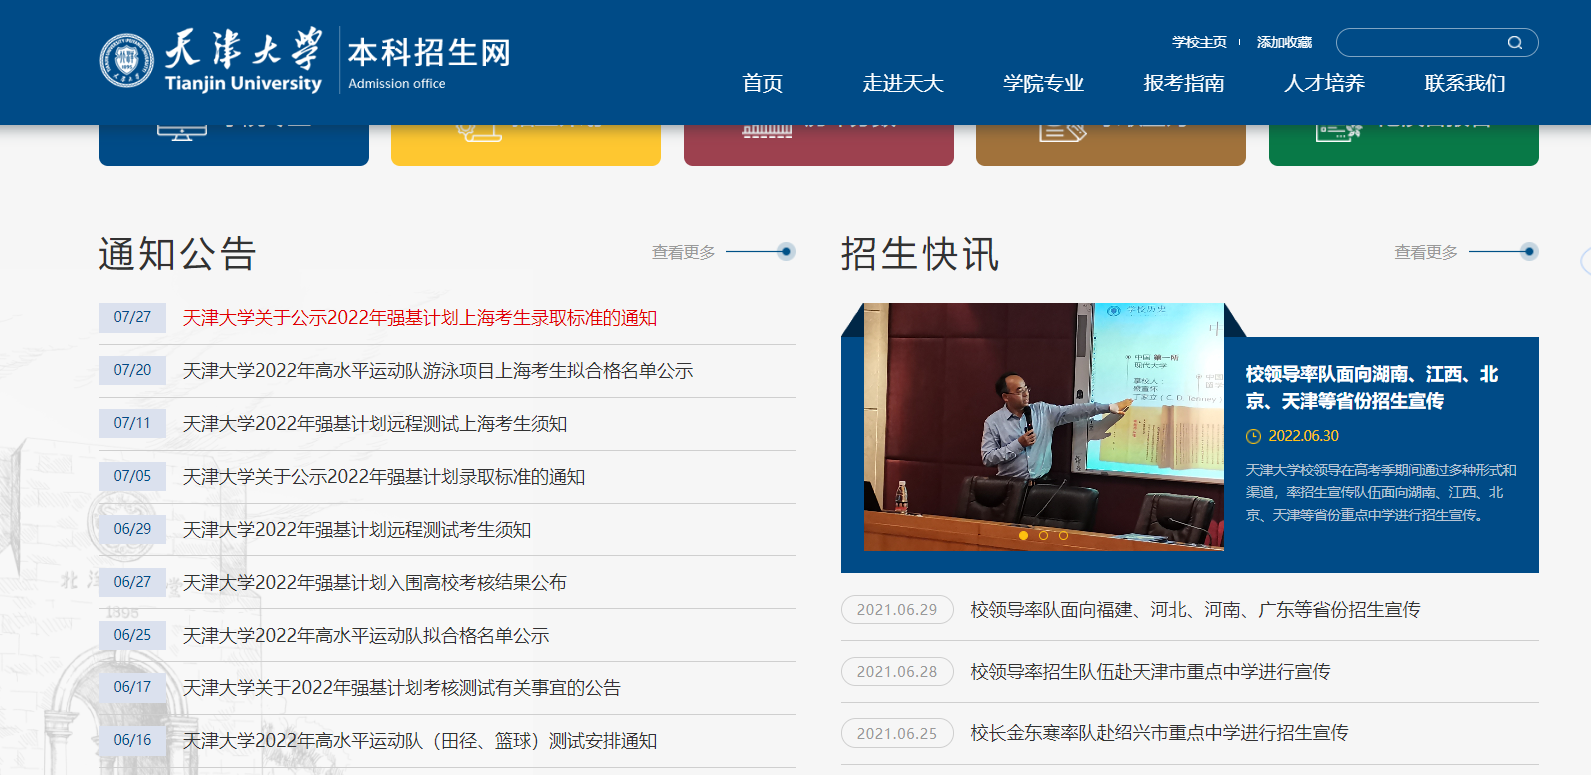 天津大学
Tianjin University
本科招生网
Admission office
学校主页
添加收藏
首页
走进天大
学院专业
报考指南
人才培养
联系我们
通知公告
查看更多
07/27 天津大学关于公示2022年强基计划上海考生录取标准的通知
07/20 天津大学2022年高水平运动队游泳项目上海考生拟合格名单公示
07/11 天津大学2022年强基计划远程测试上海考生须知
07/05 天津大学关于公示2022年强基计划录取标准的通知
06/29 天津大学2022年强基计划远程测试考生须知
06/27 天津大学2022年强基计划入围高校考核结果公布
06/25 天津大学2022年高水平运动队拟合格名单公示
06/17 天津大学关于2022年强基计划考核测试有关事宜的公告
06/16 天津大学2022年高水平运动队（田径、篮球）测试安排通知
1895
招生快讯
查看更多
学校历史
中国 第一所
现代大学
校领导率队面向湖南、江西、北
京、天津等省份招生宣传
2022.06.30
天津大学校领导在高考季期间通过多种形式和
渠道，率招生宣传队伍面向湖南、江西、北
京、天津等省份重点中学进行招生宣传。
2021.06.29 校领导率队面向福建、河北、河南、广东等省份招生宣传
2021.06.28 校领导率招生队伍赴天津市重点中学进行宣传
2021.06.25 校长金东寒率队赴绍兴市重点中学进行招生宣传